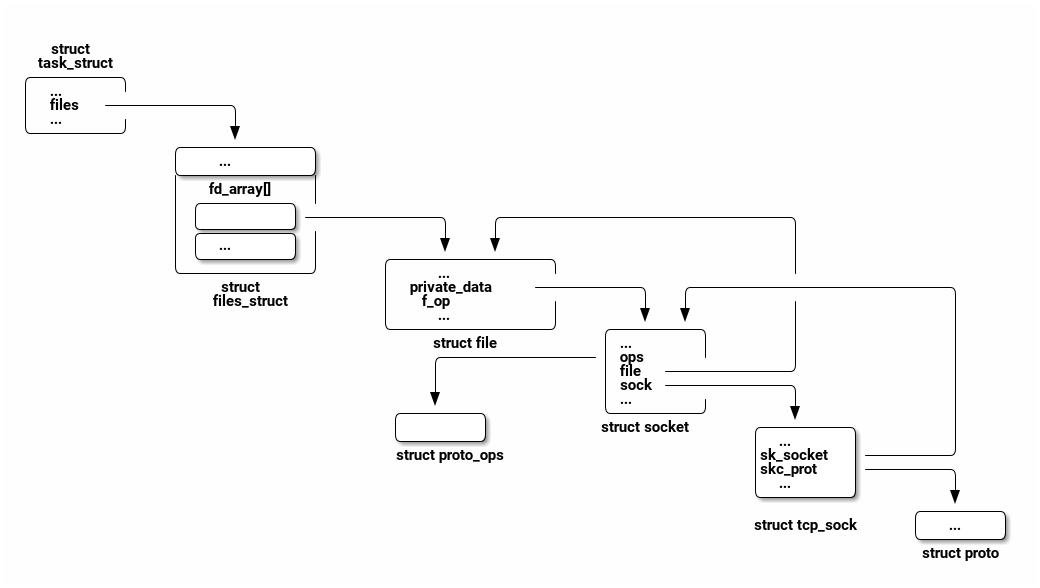 struct
task_struct
...
files
...
...
fd_array[]
...
struct
files_struct
...
private_data
f_op
...
struct file
...
ops
file
sock
...
struct socket
struct proto_ops
...
sk_socket
skc_prot
...
struct tcp_sock
...
struct proto